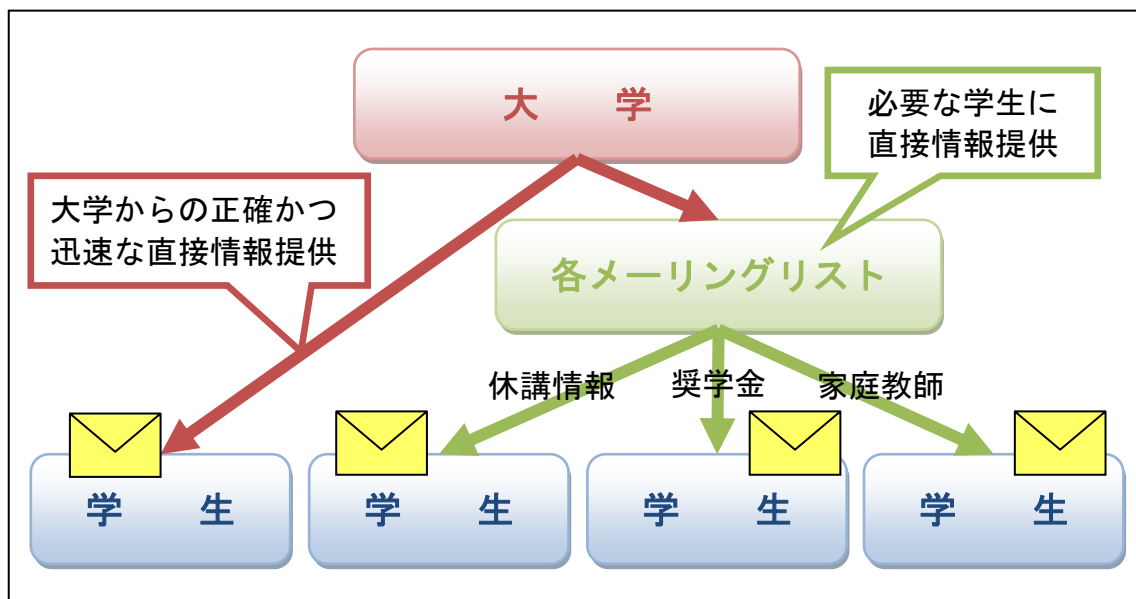 大 学
必要な学生に
直接情報提供
大学からの正確かつ
迅速な直接情報提供
各メーリングリスト
休講情報
奨学金
家庭教師
学 生
学 生
学 生
学 生